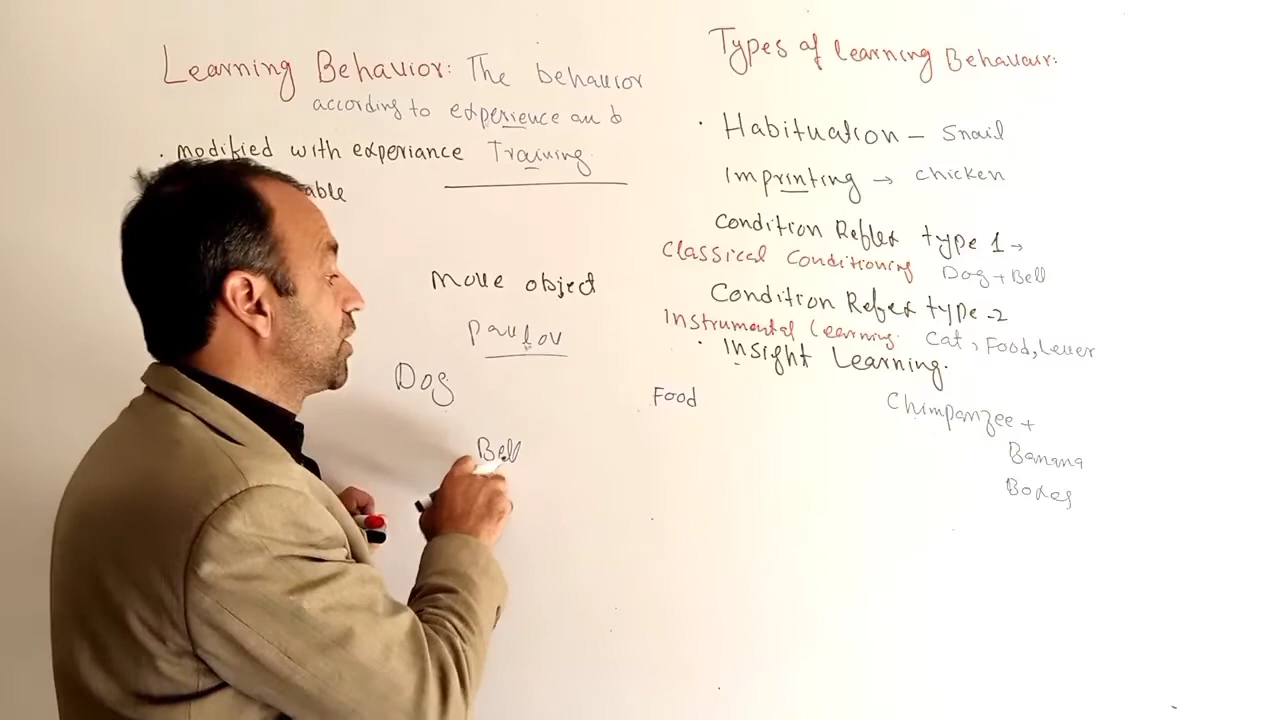 Learning Behavior: The behavior
according to experience and
. modified with experiance Training.
able
move object
Pavlov
Dog
Bell
Food
Types of learning Behaviour:
· Habituation – Snail
Imprinting → chicken
Condition Reflex type 1 →
Classical Conditioning Dog + Bell
Condition Reflex type -2
Instrumental Learning. Cat, Food, Lever
· Insight Learning.
Chimpanzee +
Banana
Boxes